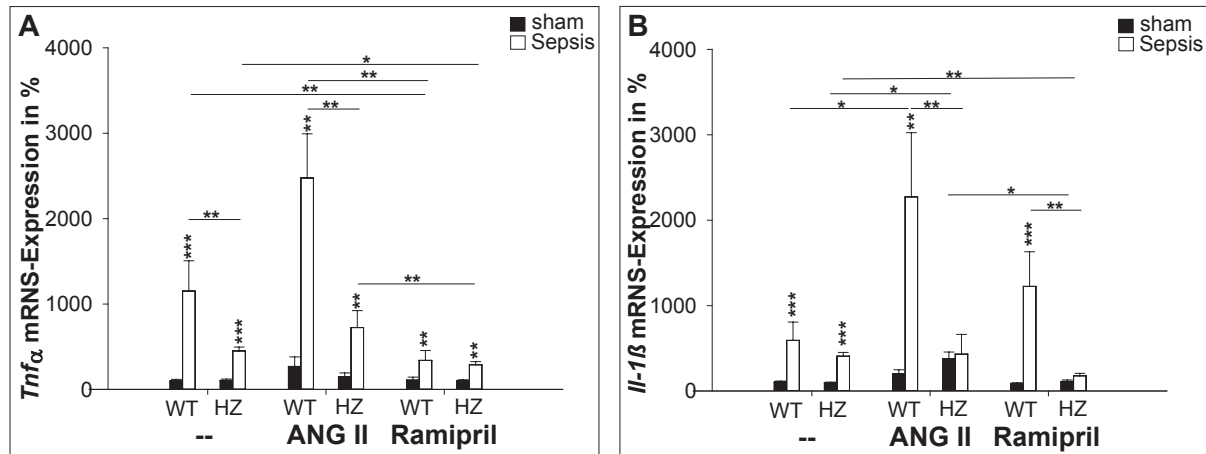 A
sham
Sepsis
Tnfα mRNS-Expression in %
4000
3000
2000
1000
0
*
**
**
**
**
**
***
***
**
**
**
**
WT HZ WT HZ WT HZ
-- ANG II Ramipril
B
sham
Sepsis
Il-1ß mRNS-Expression in %
4000
3000
2000
1000
0
**
*
* **
**
*
**
***
***
***
WT HZ WT HZ WT HZ
-- ANG II Ramipril